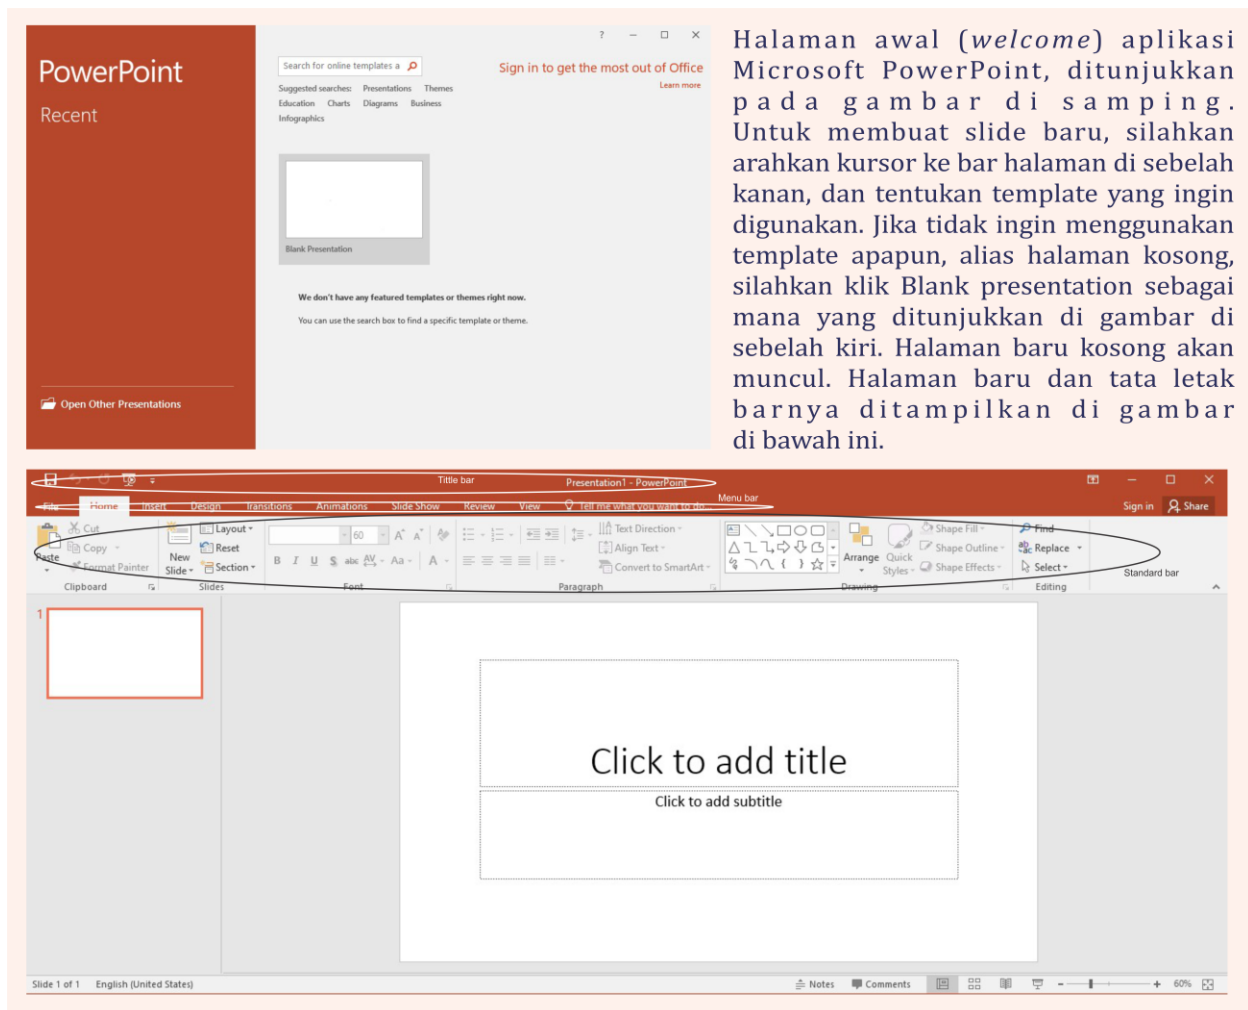 PowerPoint
Recent
Open Other Presentations
? – □ ×
Search for online templates a
Suggested searches: Presentations Themes
Education Charts Diagrams Business
Infographics
Sign in to get the most out of Office
Learn more
Blank Presentation
We don't have any featured templates or themes right now.
You can use the search box to find a specific template or theme.
Halaman awal (welcome) aplikasi
Microsoft PowerPoint, ditunjukkan
pada gambar di samping.
Untuk membuat slide baru, silahkan
arahkan kursor ke bar halaman di sebelah
kanan, dan tentukan template yang ingin
digunakan. Jika tidak ingin menggunakan
template apapun, alias halaman kosong,
silahkan klik Blank presentation sebagai
mana yang ditunjukkan di gambar di
sebelah kiri. Halaman baru kosong akan
muncul. Halaman baru dan tata letak
barnya ditampilkan di gambar
di bawah ini.
Tittle bar Presentation1 - PowerPoint
Menu bar
File Home Insert Design Transitions Animations Slide Show Review View Tell me what you want to do... Sign in Share
Cut Layout 60 Text Direction Shape Fill Find
Copy Reset Align Text Shape Outline Replace
Paste New Slide Section B I U S abc AV Aa A Convert to SmartArt Arrange Quick Styles Shape Effects Select
Format Painter
Standard bar
Clipboard Slides Font Paragraph Drawing Editing
1
Click to add title
Click to add subtitle
Slide 1 of 1 English (United States) Notes Comments - + 60%